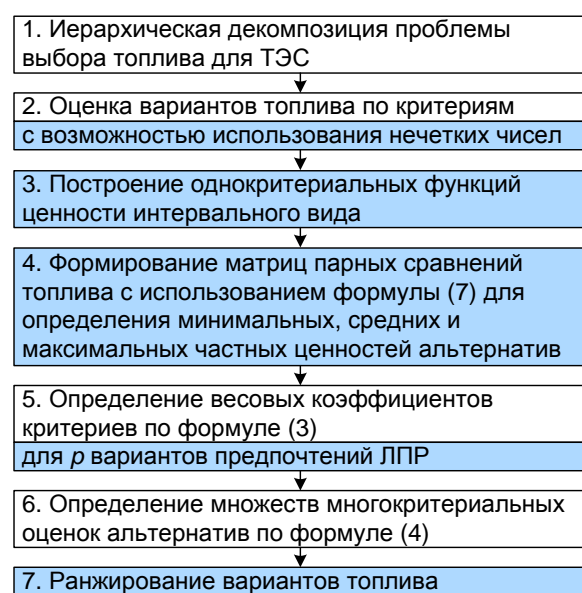 1. Иерархическая декомпозиция проблемы
выбора топлива для ТЭС
2. Оценка вариантов топлива по критериям
с возможностью использования нечетких чисел
3. Построение однокритериальных функций
ценности интервального вида
4. Формирование матриц парных сравнений
топлива с использованием формулы (7) для
определения минимальных, средних и
максимальных частных ценностей альтернатив
5. Определение весовых коэффициентов
критериев по формуле (3)
для p вариантов предпочтений ЛПР
6. Определение множеств многокритериальных
оценок альтернатив по формуле (4)
7. Ранжирование вариантов топлива